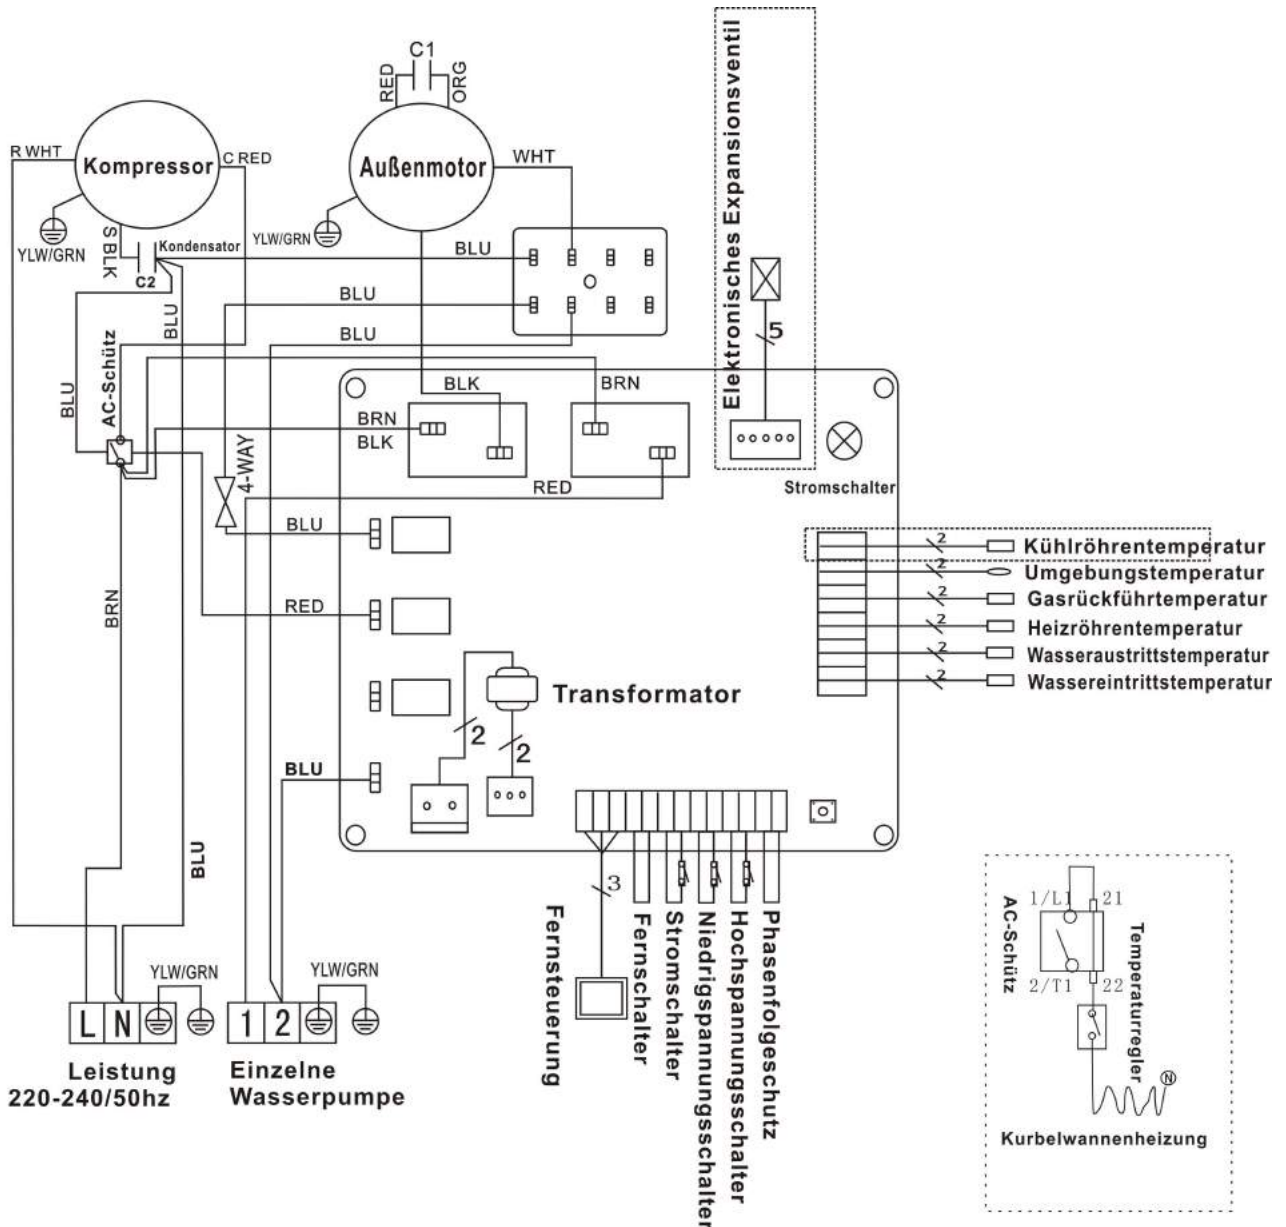 C1
RED
ORG
Kompressor
R WHT
C RED
YLW/GRN
S BLK
Kondensator
C2
BLU
Außenmotor
WHT
YLW/GRN
BLU
BLU
BLU
BLU
AC-Schütz
BRN
BLK
BLK
BRN
RED
4-WAY
BLU
RED
BRN
BLU
BLU
Transformator
2
2
Elektronisches Expansionsventil
5
Stromschalter
2
Kühlröhrentemperatur
2
Umgebungstemperatur
2
Gasrückführtemperatur
2
Heizröhrentemperatur
2
Wasseraustrittstemperatur
2
Wassereintrittstemperatur
3
Fernsteuerung
Fernschalter
Stromschalter
Niedrigspannungsschalter
Hochspannungsschalter
Phasenfolgeschutz
YLW/GRN
L N
Leistung
220-240/50hz
YLW/GRN
1 2
Einzelne
Wasserpumpe
AC-Schütz
1/L1
21
2/T1
22
Temperaturregler
N
Kurbelwannenheizung